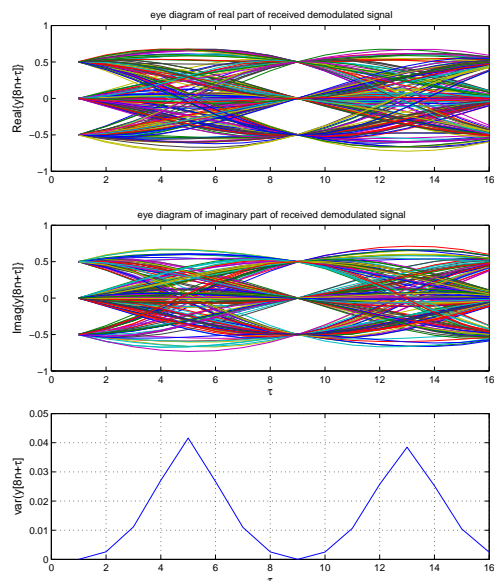 eye diagram of real part of received demodulated signal
1
0.5
0
−0.5
−1
Real{y[8n+τ]}
0 2 4 6 8 10 12 14 16
eye diagram of imaginary part of received demodulated signal
1
0.5
0
−0.5
−1
Imag{y[8n+τ]}
0 2 4 6 8 10 12 14 16
τ
0.05
0.04
0.03
0.02
0.01
0
var(y[8n+τ]
0 2 4 6 8 10 12 14 16
τ